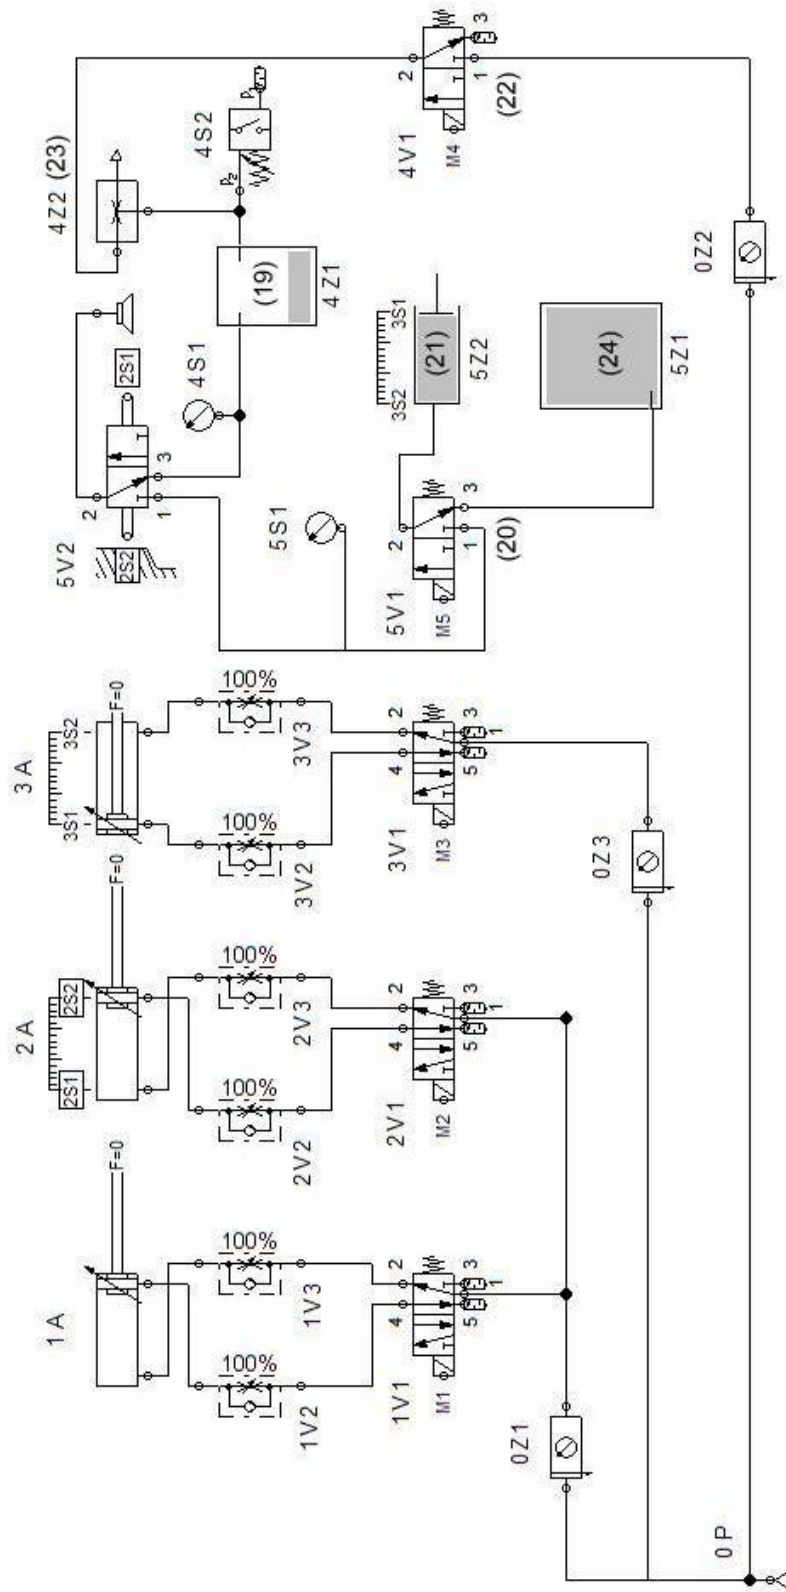 1 A
2 A
3 A
5V2
4Z2 (23)
2S1
2S2
3S1
3S2
2S2
2S1
F=0
F=0
F=0
2
1
3
4S1
4S2
100%
100%
100%
100%
100%
100%
p2
p1
1V2
1V3
2V2
2V3
3V2
3V3
5S1
(19)
4Z1
4
2
4
2
4
2
2
3S2
3S1
2
1V1
2V1
3V1
5V1
4V1
M1
M2
M3
M5
M4
(21)
5
3
1
5
3
1
5
3
1
1
3
1
3
5Z2
(20)
(22)
0Z1
0Z3
(24)
5Z1
0Z2
0P